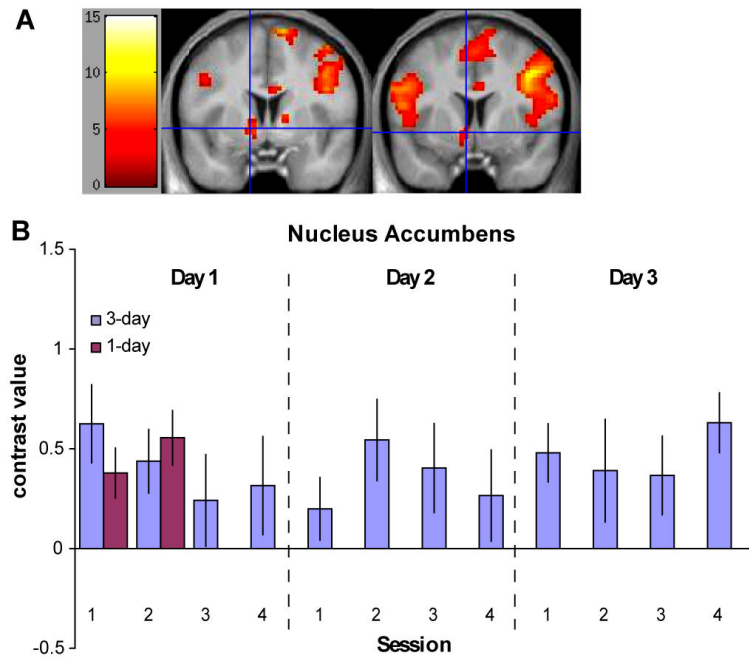 A
15
10
5
0
B
Nucleus Accumbens
1.5
1
0.5
0
-0.5
contrast value
Day 1
Day 2
Day 3
3-day
1-day
1 2 3 4 1 2 3 4 1 2 3 4
Session